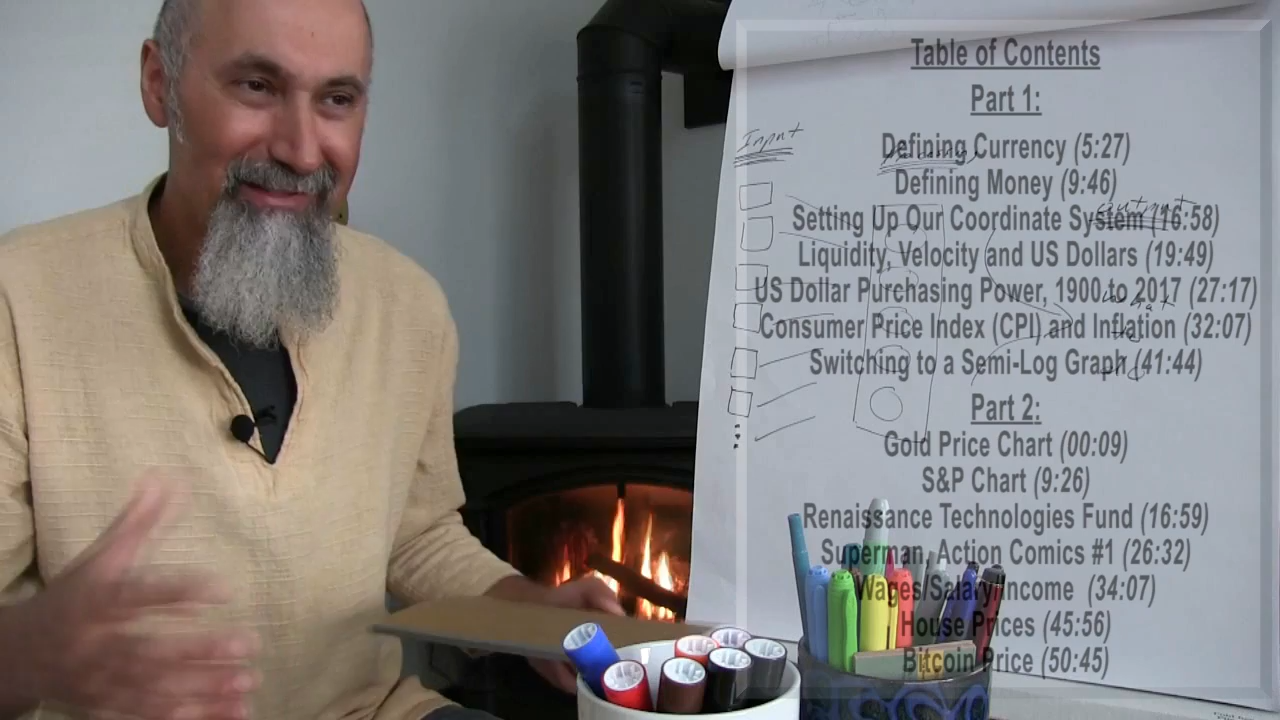 Table of Contents
Part 1:
Input
Defining Currency (5:27)
Defining Money (9:46)
output
Setting Up Our Coordinate System (16:58)
Liquidity, Velocity and US Dollars (19:49)
US Dollar Purchasing Power, 1900 to 2017 (27:17)
what
Consumer Price Index (CPI) and Inflation (32:07)
Switching to a Semi-Log Graph (41:44)
Part 2:
Gold Price Chart (00:09)
S&P Chart (9:26)
Renaissance Technologies Fund (16:59)
Superman, Action Comics #1 (26:32)
Wages/Salary/Income (34:07)
House Prices (45:56)
Bitcoin Price (50:45)